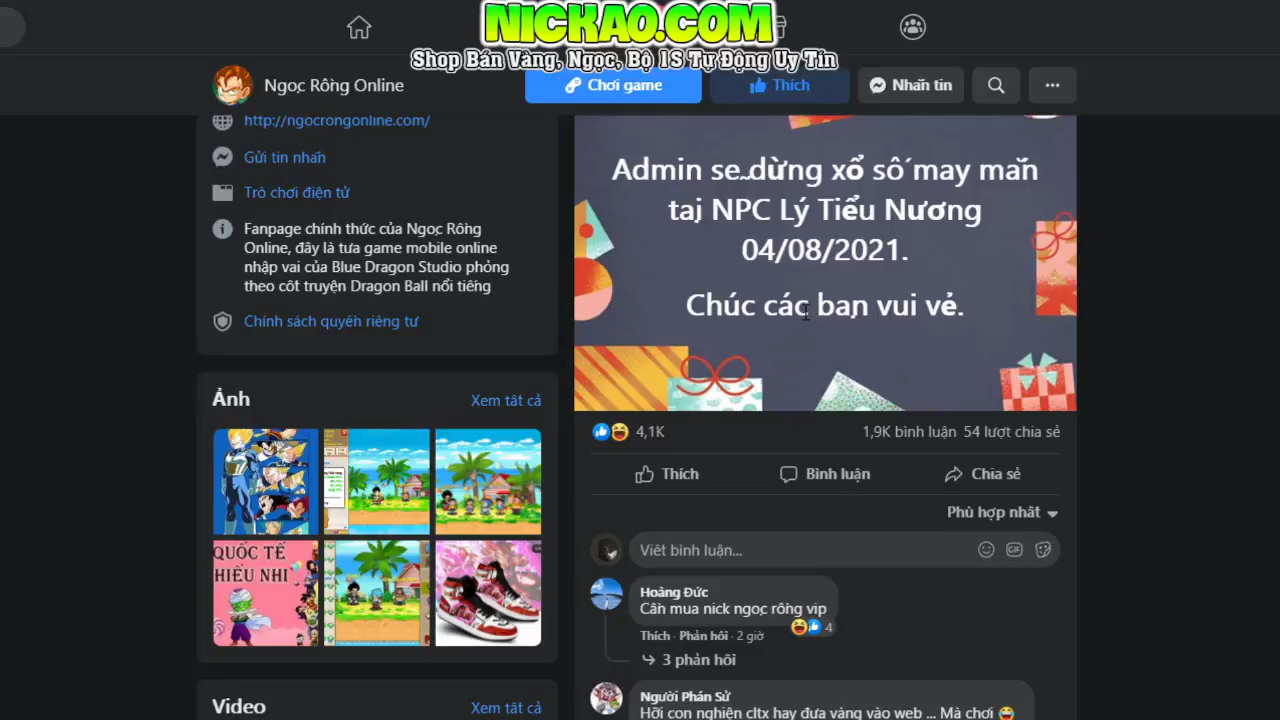 NICKAO.COM
Shop Bán Vàng, Ngọc, Bộ 1S Tự Động Uy Tín
Ngọc Rồng Online
Chơi game
Thích
Nhắn tin
http://ngocrongonline.com/
Gửi tin nhắn
Trò chơi điện tử
Fanpage chính thức của Ngọc Rồng
Online, đây là tựa game mobile online
nhập vai của Blue Dragon Studio phỏng
theo cốt truyện Dragon Ball nổi tiếng
Chính sách quyền riêng tư
Ảnh
Xem tất cả
QUỐC TẾ
THIẾU NHI
Video
Xem tất cả
Admin sẽ dừng xổ số may mắn
tại NPC Lý Tiểu Nương
04/08/2021.
Chúc các bạn vui vẻ.
4,1K
1,9K bình luận 54 lượt chia sẻ
Thích
Bình luận
Chia sẻ
Phù hợp nhất
Viết bình luận...
GIF
Hoàng Đức
Cần mua nick ngọc rồng vip
4
Thích · Phản hồi · 2 giờ
3 phản hồi
Người Phán Sử
Hỡi con nghiện cltx hay đưa vàng vào web ... Mà chơi